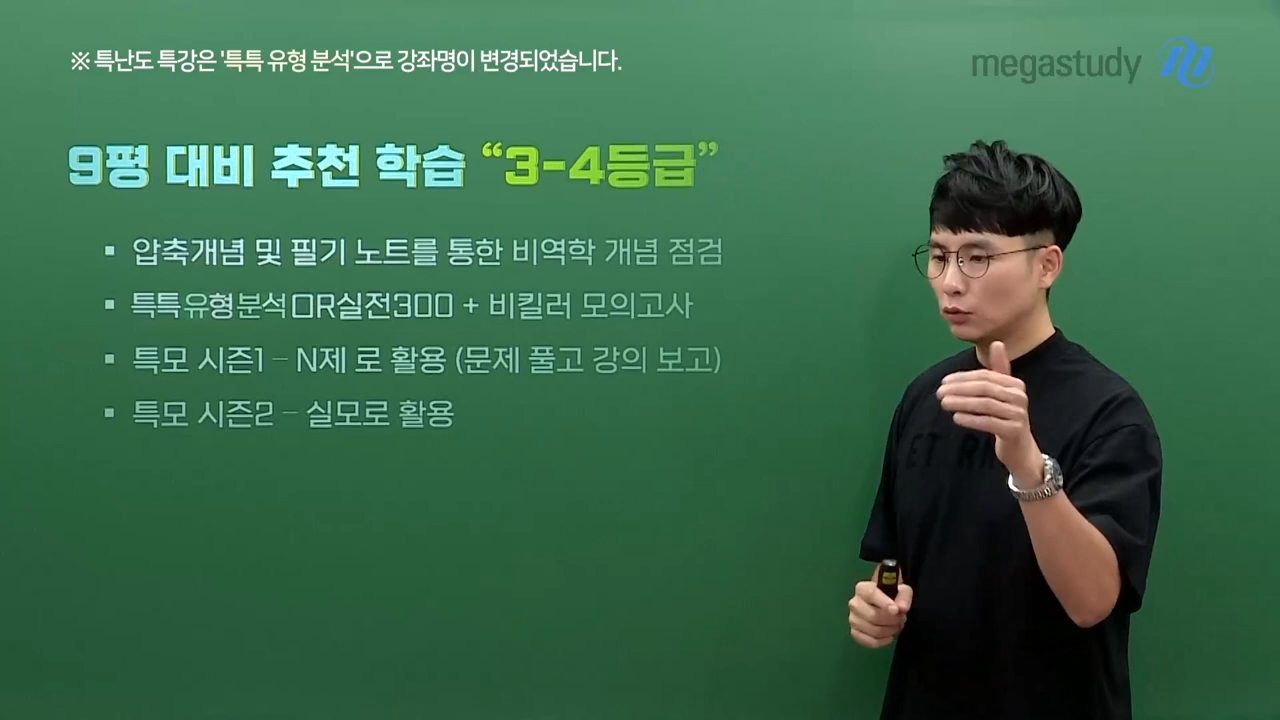 ※ 특난도 특강은 '특특 유형 분석'으로 강좌명이 변경되었습니다.
megastudy
9평 대비 추천 학습 “3-4등급”
▪ 압축개념 및 필기 노트를 통한 비역학 개념 점검
▪ 특특유형분석OR실전300 + 비킬러 모의고사
▪ 특모 시즌1 – N제 로 활용 (문제 풀고 강의 보고)
▪ 특모 시즌2 – 실모로 활용